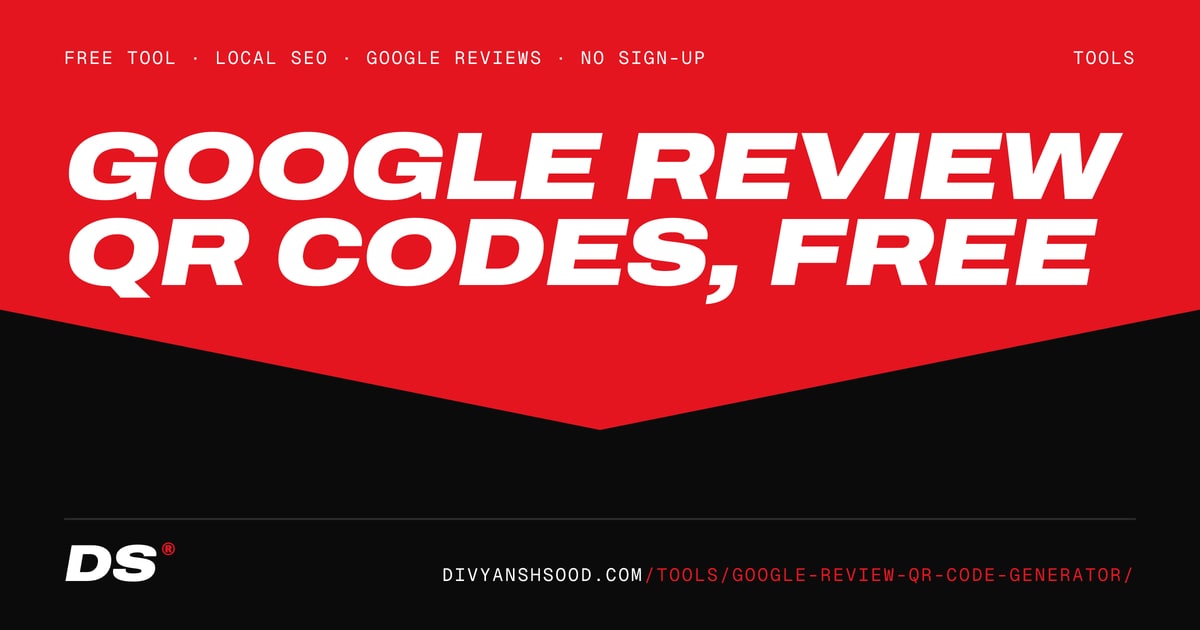 FREE TOOL · LOCAL SEO · GOOGLE REVIEWS · NO SIGN-UP
TOOLS
GOOGLE REVIEW
QR CODES, FREE
DS®
DIVYANSHSOOD.COM/TOOLS/GOOGLE-REVIEW-QR-CODE-GENERATOR/